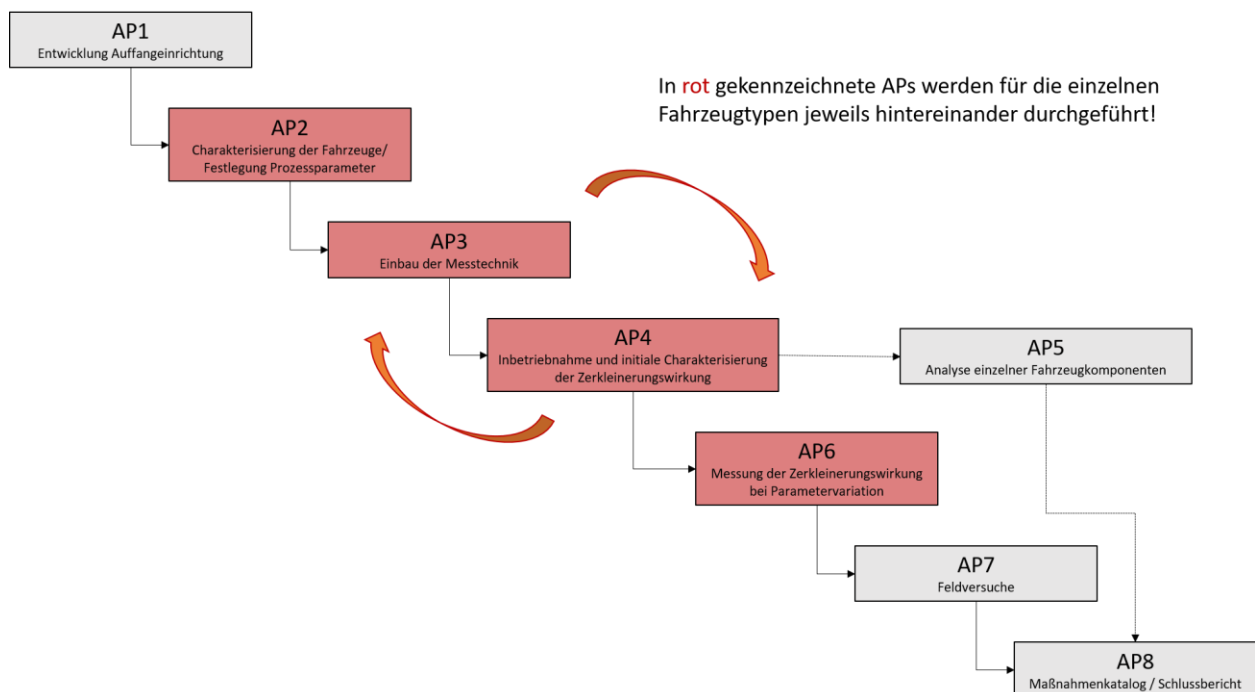 AP1
Entwicklung Auffangeinrichtung
In rot gekennzeichnete APs werden für die einzelnen
Fahrzeugtypen jeweils hintereinander durchgeführt!
AP2
Charakterisierung der Fahrzeuge/
Festlegung Prozessparameter
AP3
Einbau der Messtechnik
AP4
Inbetriebnahme und initiale Charakterisierung
der Zerkleinerungswirkung
AP5
Analyse einzelner Fahrzeugkomponenten
AP6
Messung der Zerkleinerungswirkung
bei Parametervariation
AP7
Feldversuche
AP8
Maßnahmenkatalog / Schlussbericht